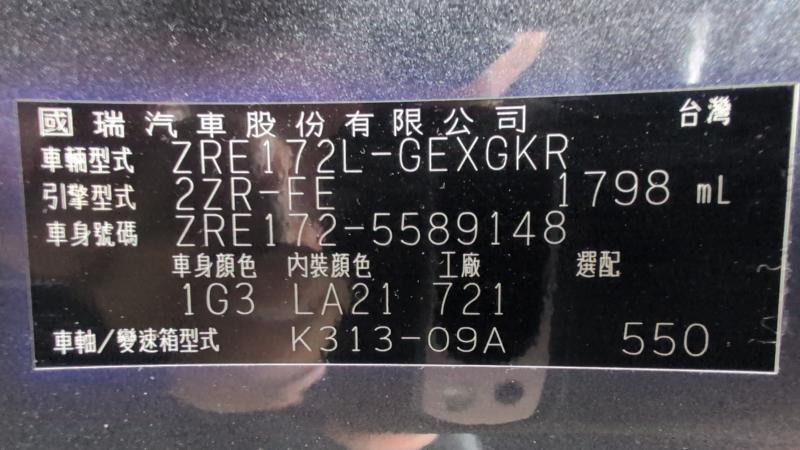 國瑞汽車股份有限公司 台灣
車輛型式 ZRE172L-GEXGKR
引擎型式 2ZR-FE 1798 mL
車身號碼 ZRE172-5589148
車身顏色 內裝顏色 工廠 選配
1G3 LA21 721
車軸/變速箱型式 K313-09A 550